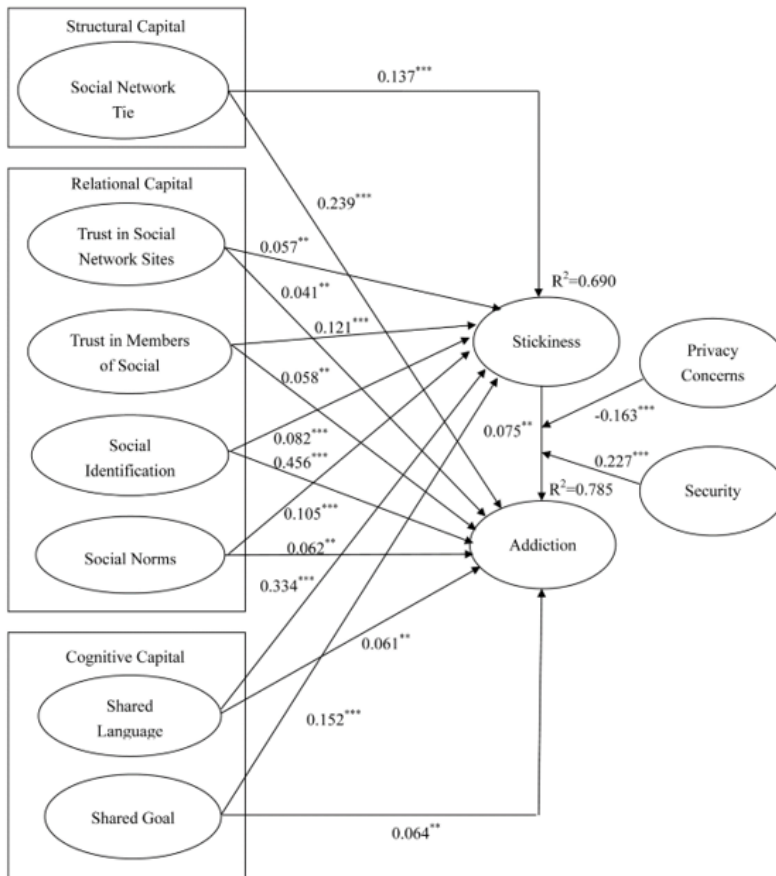 Structural Capital
Social Network
Tie
0.137***
Relational Capital
0.239***
Trust in Social
Network Sites
0.057**
R²=0.690
0.041**
Trust in Members
of Social
0.121***
Stickiness
Privacy
Concerns
0.058**
-0.163***
Social
Identification
0.082***
0.075**
0.456***
0.227***
R²=0.785
Security
0.105***
Social Norms
0.062**
Addiction
0.334***
Cognitive Capital
0.061**
Shared
Language
0.152***
Shared Goal
0.064**